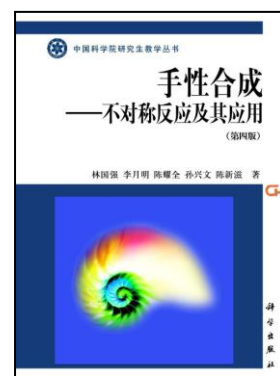 中国科学院研究生教学丛书
手性合成
——不对称反应及其应用
(第四版)
林国强 李月明 陈耀全 孙兴文 陈新滋 著
科学出版社